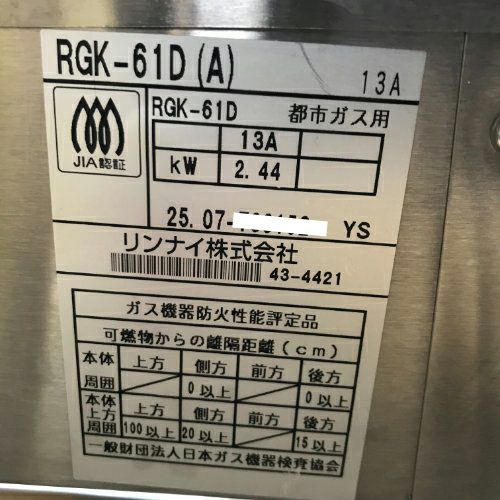 RGK-61D(A)
13A
JIA認証
RGK-61D 都市ガス用
13A
kW 2.44
25.07- YS
リンナイ株式会社
43-4421
ガス機器防火性能評定品
可燃物からの離隔距離(cm)
本体周囲 上方 側方 前方 後方
0以上 0以上
本体上方周囲 上方 側方 前方 後方
100以上 20以上 15以上
一般財団法人日本ガス機器検査協会